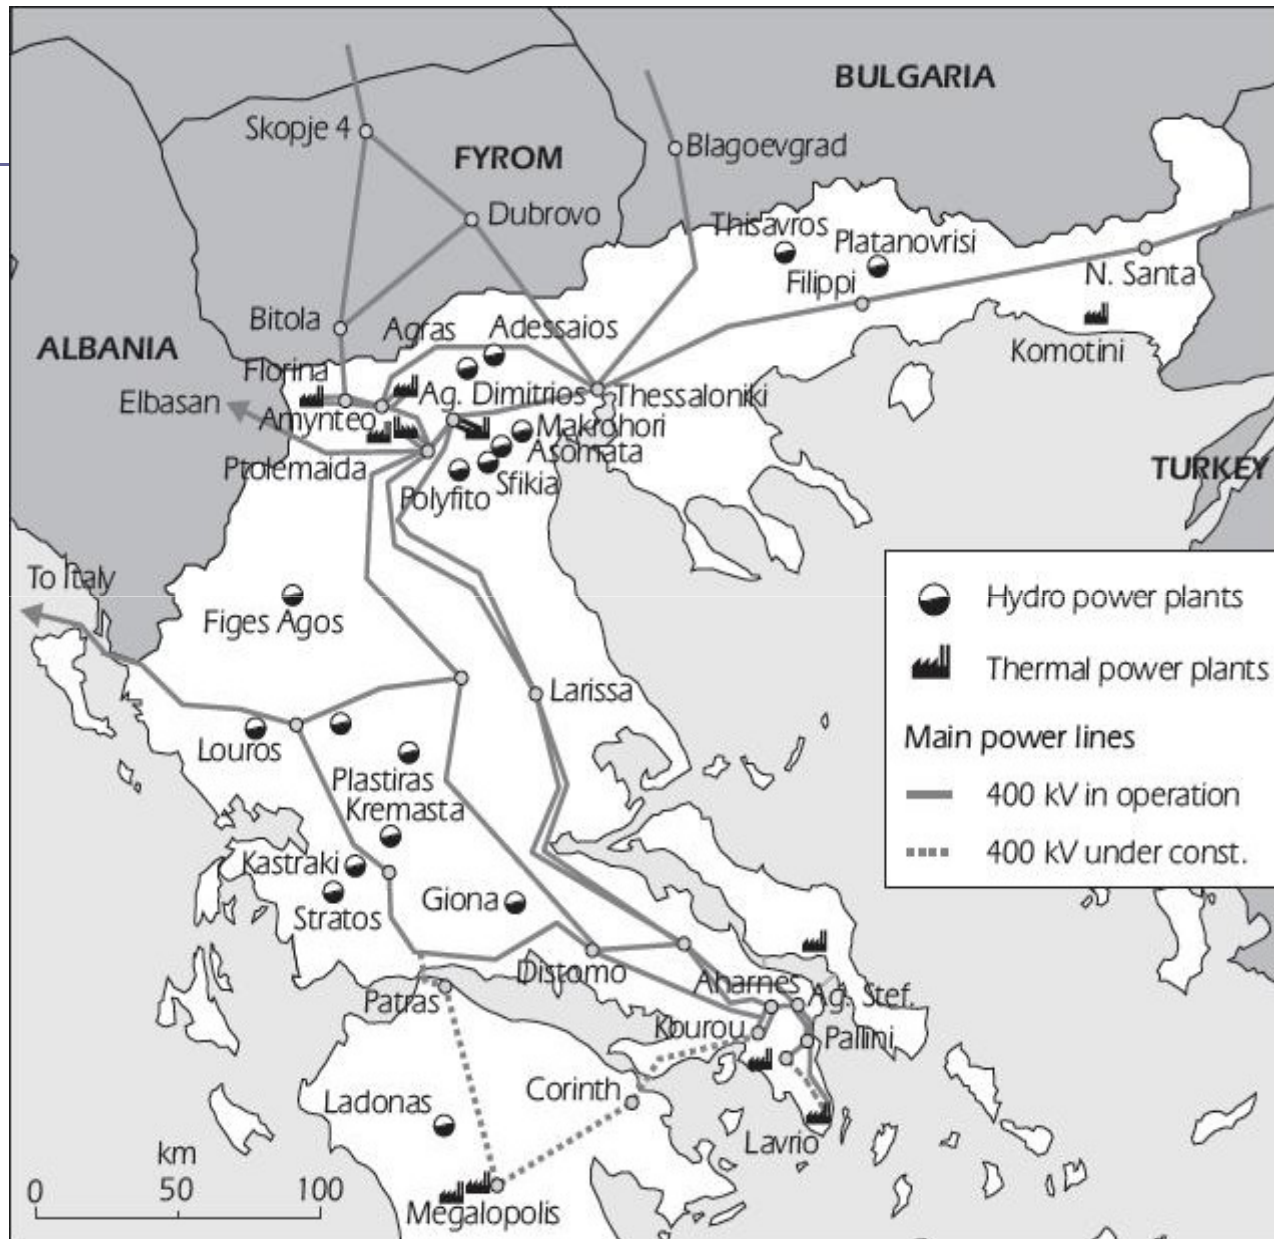 BULGARIA
Skopje 4
FYROM
Blagoevgrad
Dubrovo
Thisavros
Platanovrisi
Filippi
N. Santa
Bitola
Agras
Adessaios
ALBANIA
Komotini
Florina
Elbasan
Ag. Dimitrios
Thessaloniki
Amynteo
Makrohori
Asomata
Ptolemaida
TURKEY
Polyfito
Sfikia
To Italy
Hydro power plants
Figes Agos
Thermal power plants
Larissa
Main power lines
Louros
Plastiras
400 kV in operation
Kremasta
400 kV under const.
Kastraki
Giona
Stratos
Distomo
Aharnes
Ag. Stef.
Patras
Kourou
Pallini
Corinth
Ladonas
Lavrio
km
0 50 100
Megalopolis